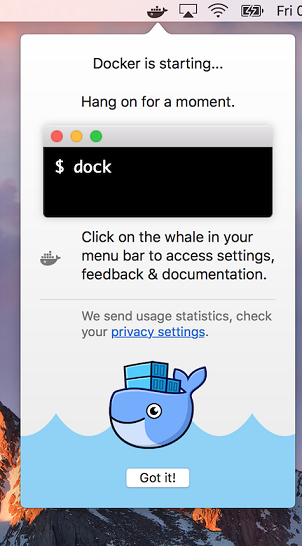 Fri
Docker is starting...
Hang on for a moment.
$ dock
Click on the whale in your
menu bar to access settings,
feedback & documentation.
We send usage statistics, check
your privacy settings.
Got it!